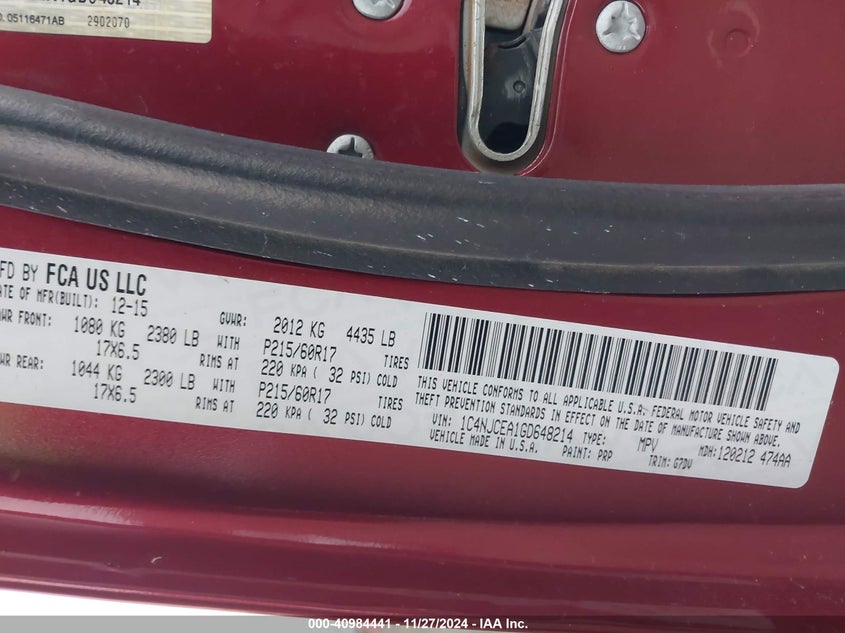 05116471AB 2902070
FD BY FCA US LLC
ATE OF MFR(BUILT): 12-15 GVWR: 2012 KG 4435 LB
WR FRONT: 1080 KG 2380 LB WITH P215/60R17 TIRES
17X6.5 RIMS AT 220 KPA ( 32 PSI) COLD
WR REAR: 1044 KG 2300 LB WITH P215/60R17 TIRES
17X6.5 RIMS AT 220 KPA ( 32 PSI) COLD
THIS VEHICLE CONFORMS TO ALL APPLICABLE U.S.A. FEDERAL MOTOR VEHICLE SAFETY AND
THEFT PREVENTION STANDARDS IN EFFECT ON THE DATE OF MANUFACTURE SHOWN ABOVE.
VIN: 1C4NJCEA1GD648214 TYPE: MPV MDH: 120212 474AA
VEHICLE MADE IN U.S.A. PAINT: PRP TRIM: G7DV
000-40984441 - 11/27/2024 - IAA Inc.